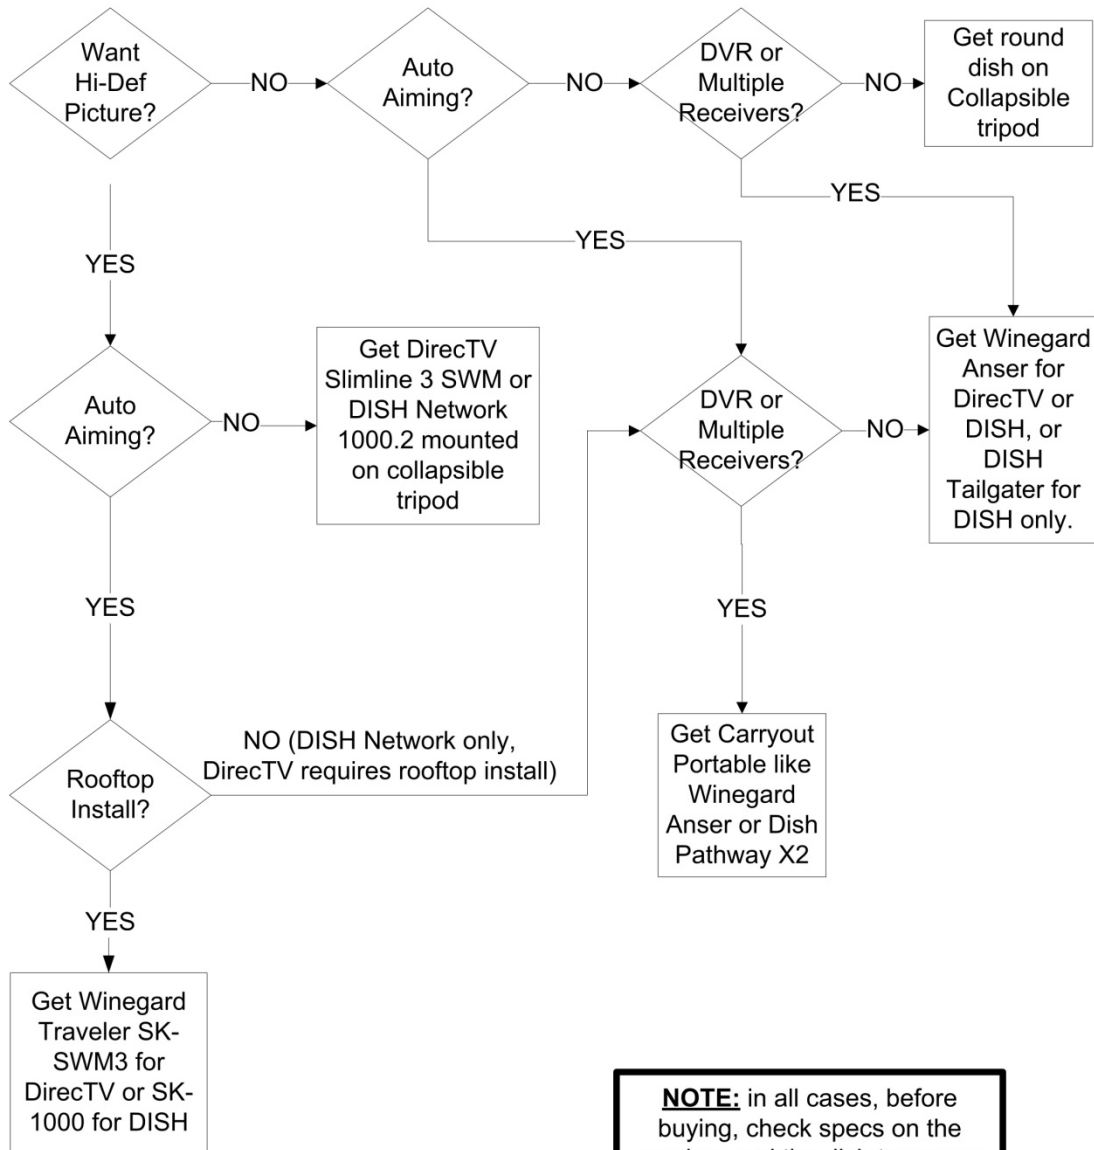 Want
Hi-Def
Picture?
NO
Auto
Aiming?
NO
DVR or
Multiple
Receivers?
NO
Get round
dish on
Collapsible
tripod
YES
YES
YES
Auto
Aiming?
NO
Get DirecTV
Slimline 3 SWM or
DISH Network
1000.2 mounted
on collapsible
tripod
DVR or
Multiple
Receivers?
NO
Get Winegard
Anser for
DirecTV or
DISH, or
DISH
Tailgater for
DISH only.
YES
YES
Rooftop
Install?
NO (DISH Network only,
DirecTV requires rooftop install)
Get Carryout
Portable like
Winegard
Anser or Dish
Pathway X2
YES
Get Winegard
Traveler SK-
SWM3 for
DirecTV or SK-
1000 for DISH
NOTE: in all cases, before
buying, check specs on the